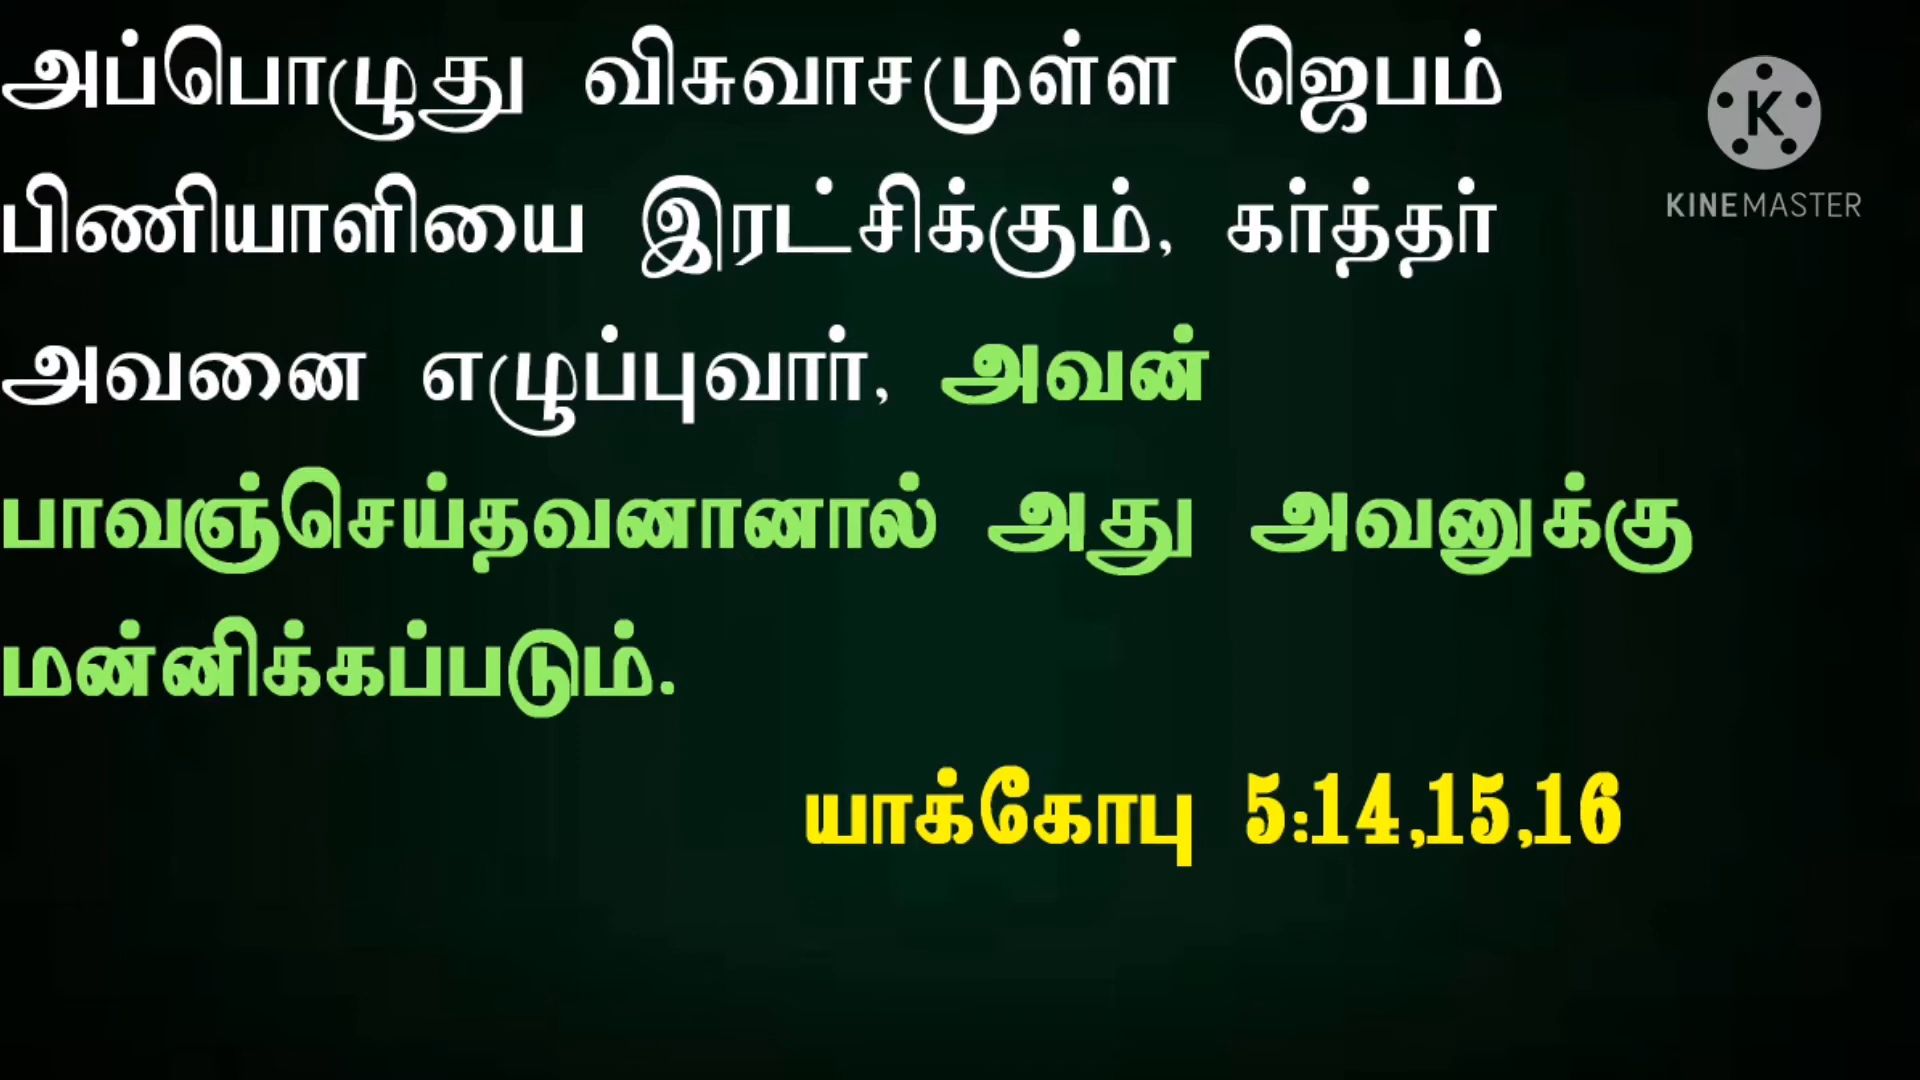 அப்பொழுது விசுவாசமுள்ள ஜெபம்
பிணியாளியை இரட்சிக்கும், கர்த்தர்
அவனை எழுப்புவார், அவன்
பாவஞ்செய்தவனானால் அது அவனுக்கு
மன்னிக்கப்படும்.
யாக்கோபு 5:14,15,16
K
KINEMASTER